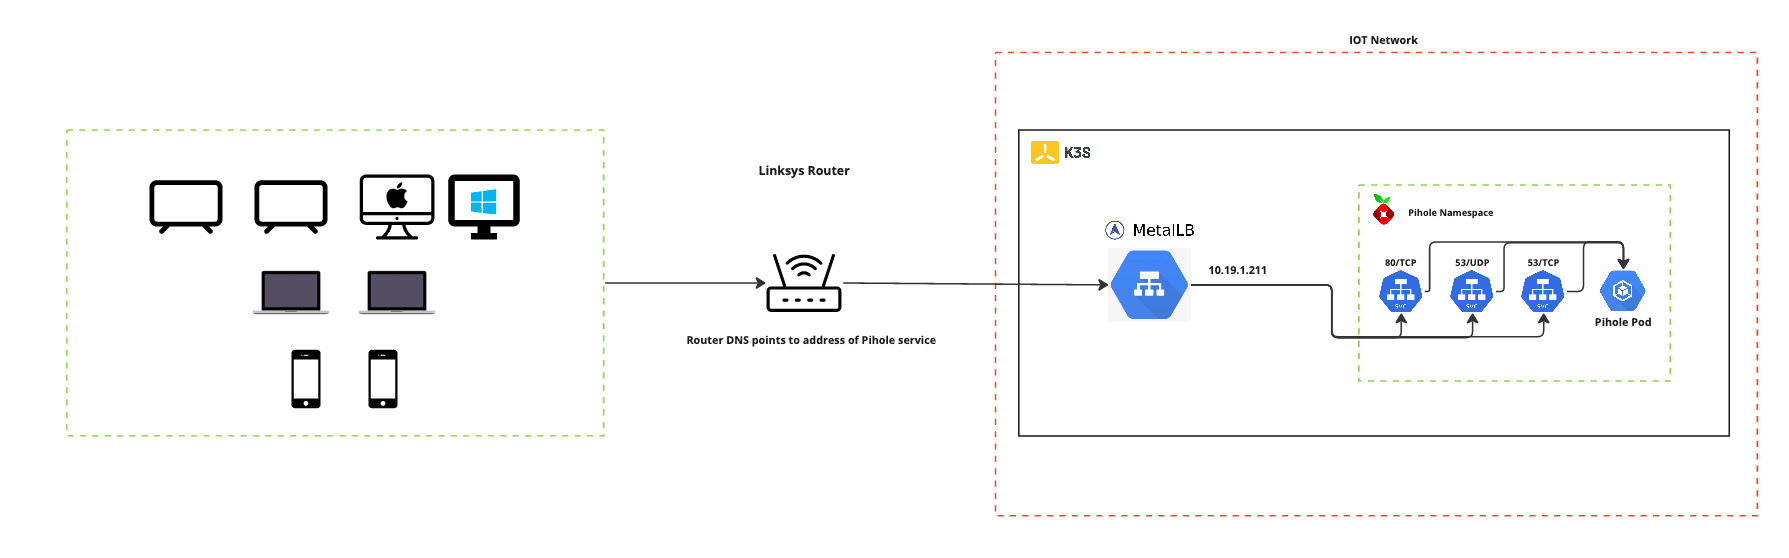 IOT Network
K3S
Linksys Router
Pihole Namespace
MetalLB
80/TCP
53/UDP
53/TCP
10.19.1.211
SVC
SVC
SVC
Pihole Pod
Router DNS points to address of Pihole service